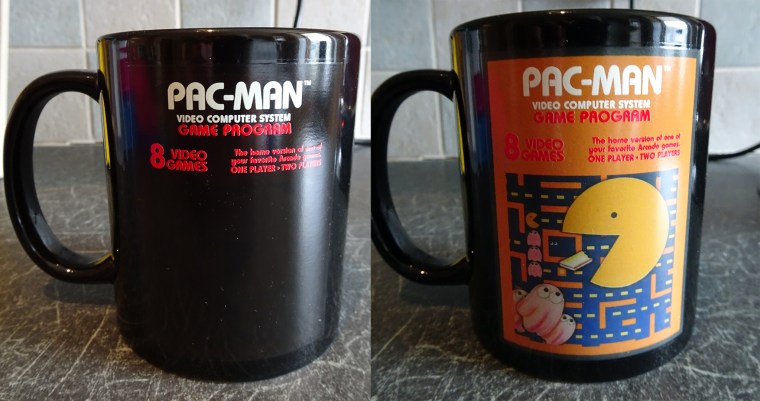 PAC-MAN™
VIDEO COMPUTER SYSTEM
GAME PROGRAM
8 VIDEO
GAMES
The home version of one of
your favorite Arcade games.
ONE PLAYER • TWO PLAYERS
PAC-MAN™
VIDEO COMPUTER SYSTEM
GAME PROGRAM
8 VIDEO
GAMES
The home version of one of
your favorite Arcade games.
ONE PLAYER • TWO PLAYERS